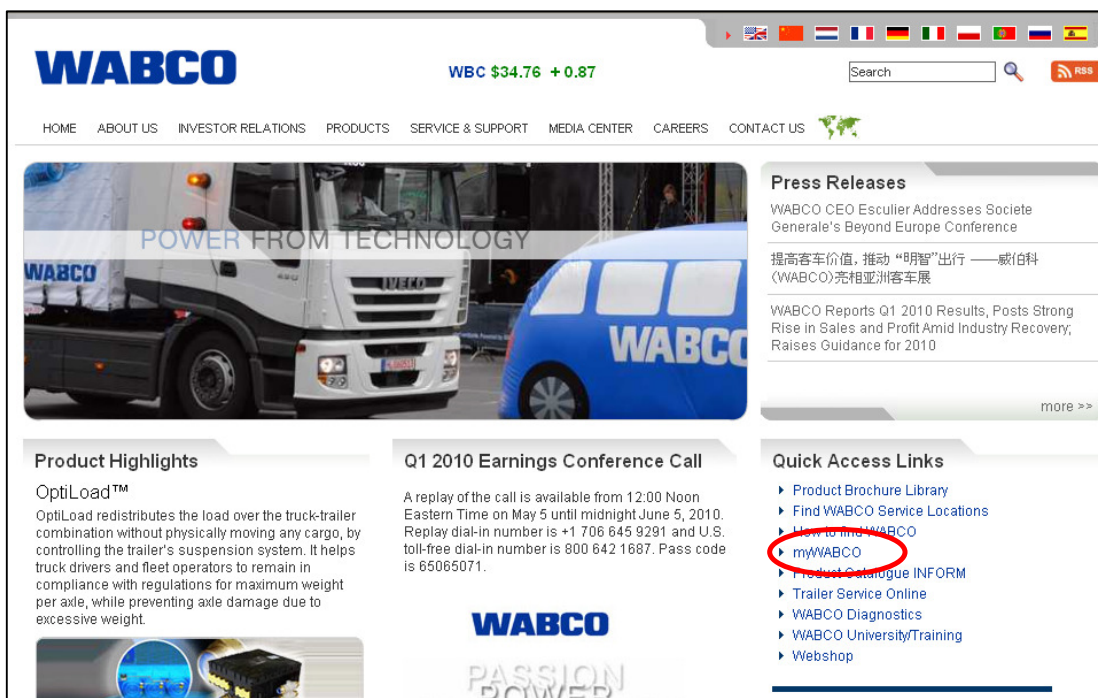 WABCO
WBC $34.76 + 0.87
Search
RSS
HOME ABOUT US INVESTOR RELATIONS PRODUCTS SERVICE & SUPPORT MEDIA CENTER CAREERS CONTACT US
POWER FROM TECHNOLOGY
WABCO
IVECO
WABCO
Press Releases
WABCO CEO Esculier Addresses Societe
Generale's Beyond Europe Conference
提高客车价值，推动 “明智”出行 ——威伯科
(WABCO)亮相亚洲客车展
WABCO Reports Q1 2010 Results, Posts Strong
Rise in Sales and Profit Amid Industry Recovery;
Raises Guidance for 2010
more >>
Product Highlights
OptiLoad™
OptiLoad redistributes the load over the truck-trailer
combination without physically moving any cargo, by
controlling the trailer's suspension system. It helps
truck drivers and fleet operators to remain in
compliance with regulations for maximum weight
per axle, while preventing axle damage due to
excessive weight.
Q1 2010 Earnings Conference Call
A replay of the call is available from 12:00 Noon
Eastern Time on May 5 until midnight June 5, 2010.
Replay dial-in number is +1 706 645 9291 and U.S.
toll-free dial-in number is 800 642 1687. Pass code
is 65065071.
WABCO
PASSION
POWER
Quick Access Links
Product Brochure Library
Find WABCO Service Locations
How to find WABCO
myWABCO
Product Catalogue INFORM
Trailer Service Online
WABCO Diagnostics
WABCO University/Training
Webshop